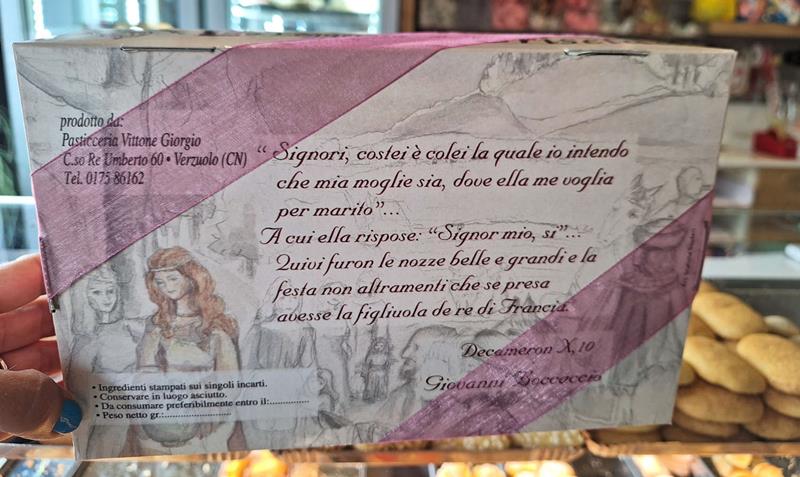 prodotto da:
Pasticceria Vittone Giorgio
C.so Re Umberto 60 • Verzuolo (CN)
Tel. 0175 86162
“ Signori, costei è colei la quale io intendo
che mia moglie sia, dove ella me voglia
per marito”...
A cui ella rispose: “Signor mio, sì”...
Quivi furon le nozze belle e grandi e la
festa non altramenti che se presa
avesse la figliuola de re di Francia.
Decameron X,10
Giovanni Boccaccio
• Ingredienti stampati sui singoli incarti.
• Conservare in luogo asciutto.
• Da consumare preferibilmente entro il:..............
• Peso netto gr.:........................